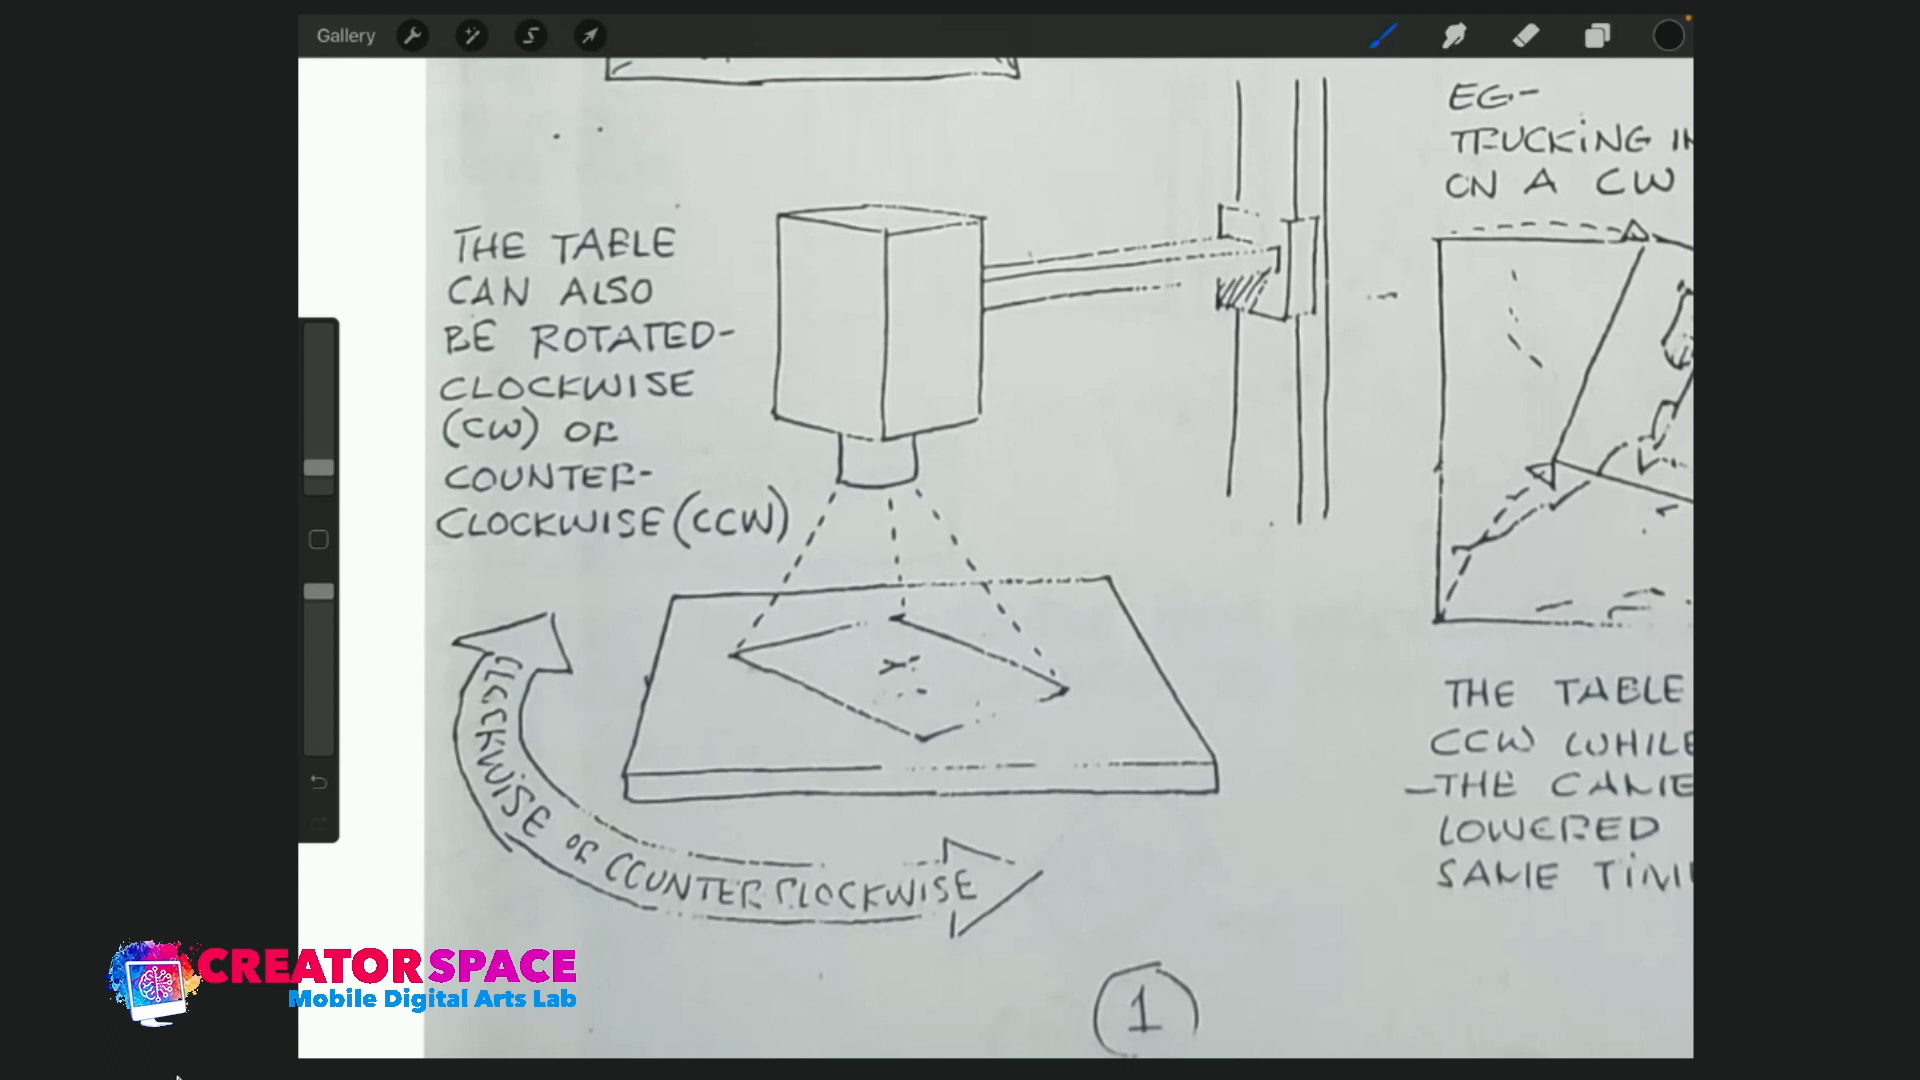 Gallery
EG-
TRUCKING IN
ON A CW
THE TABLE
CAN ALSO
BE ROTATED-
CLOCKWISE
(CW) OR
COUNTER-
CLOCKWISE (CCW)
CLOCKWISE OR COUNTER CLOCKWISE
THE TABLE
CCW WHILE
-THE CAME
LOWERED
SAME TIM
1
CREATORSPACE
Mobile Digital Arts Lab